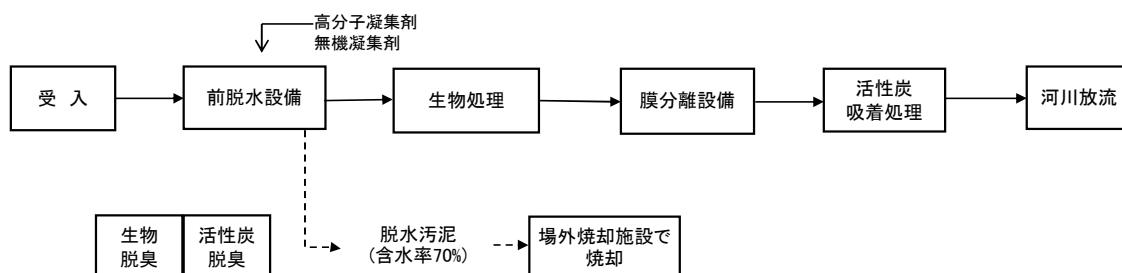 高分子凝集剤
無機凝集剤
受 入
前脱水設備
生物処理
膜分離設備
活性炭
吸着処理
河川放流
生物
脱臭
活性炭
脱臭
脱水汚泥
(含水率70%)
場外焼却施設で
焼却